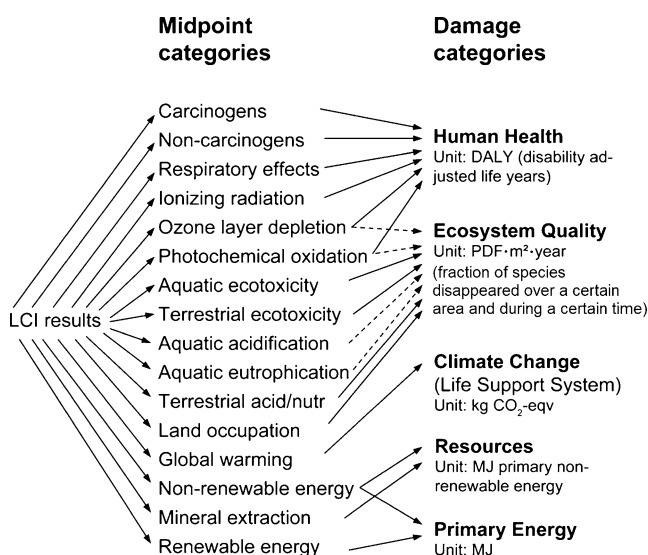 Midpoint
categories
Damage
categories
LCI results
Carcinogens
Non-carcinogens
Respiratory effects
Ionizing radiation
Ozone layer depletion
Photochemical oxidation
Aquatic ecotoxicity
Terrestrial ecotoxicity
Aquatic acidification
Aquatic eutrophication
Terrestrial acid/nutr
Land occupation
Global warming
Non-renewable energy
Mineral extraction
Renewable energy
Human Health
Unit: DALY (disability ad-
justed life years)
Ecosystem Quality
Unit: PDF·m²·year
(fraction of species
disappeared over a certain
area and during a certain time)
Climate Change
(Life Support System)
Unit: kg CO₂-eqv
Resources
Unit: MJ primary non-
renewable energy
Primary Energy
Unit: MJ